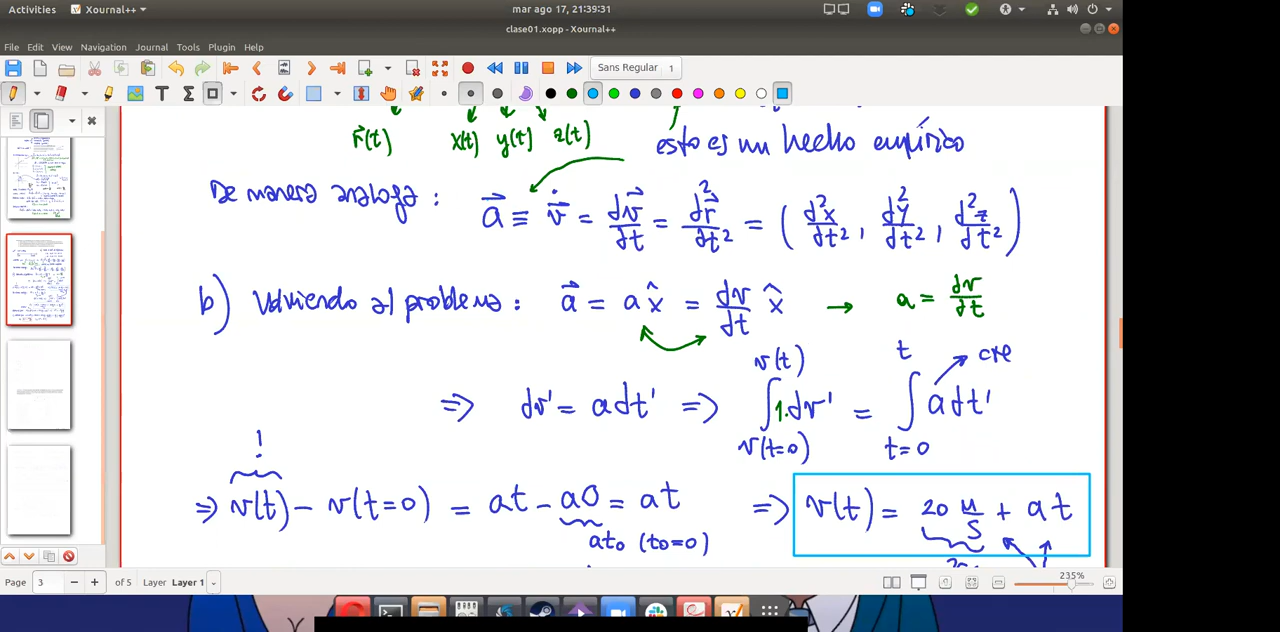 Activities Xournal++ mar ago 17, 21:39:31
clase01.xopp - Xournal++
File Edit View Navigation Journal Tools Plugin Help
Sans Regular 1
r⃗(t) x(t) y(t) z(t) esto es un hecho empírico
De manera análoga : a⃗ ≡ v⃗̇ = dv⃗/dt = d²r⃗/dt² = ( d²x/dt² , d²y/dt² , d²z/dt² )
b) Volviendo al problema : a⃗ = a x̂ = dv/dt x̂ → a = dv/dt
⇒ dv' = a dt' ⇒ ∫_{v(t=0)}^{v(t)} 1. dv' = ∫_{t=0}^{t} a dt' cte
!
⇒ v(t) - v(t=0) = at - a0 = at ⇒ v(t) = 20 m/s + a t
at₀ (t₀=0)
Page 3 of 5 Layer Layer 1 235%